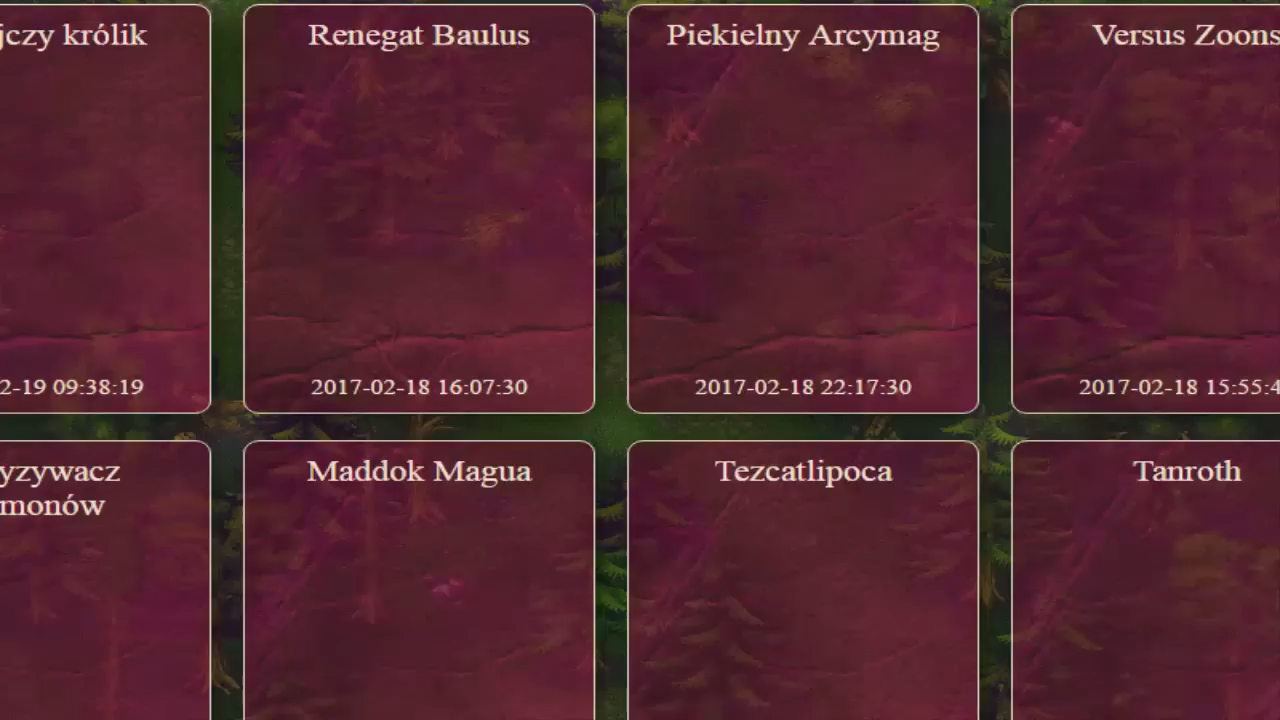 jczy królik
Renegat Baulus
Piekielny Arcymag
Versus Zoons
2-19 09:38:19
2017-02-18 16:07:30
2017-02-18 22:17:30
2017-02-18 15:55:4
yzywacz
monów
Maddok Magua
Tezcatlipoca
Tanroth